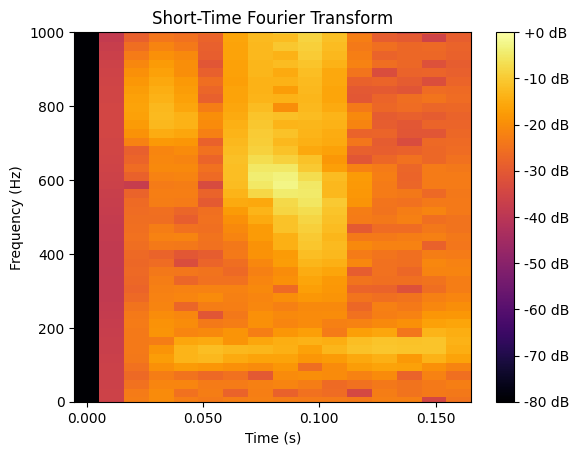 Short-Time Fourier Transform
Frequency (Hz)
1000
800
600
400
200
0
0.000
0.050
0.100
0.150
Time (s)
+0 dB
-10 dB
-20 dB
-30 dB
-40 dB
-50 dB
-60 dB
-70 dB
-80 dB